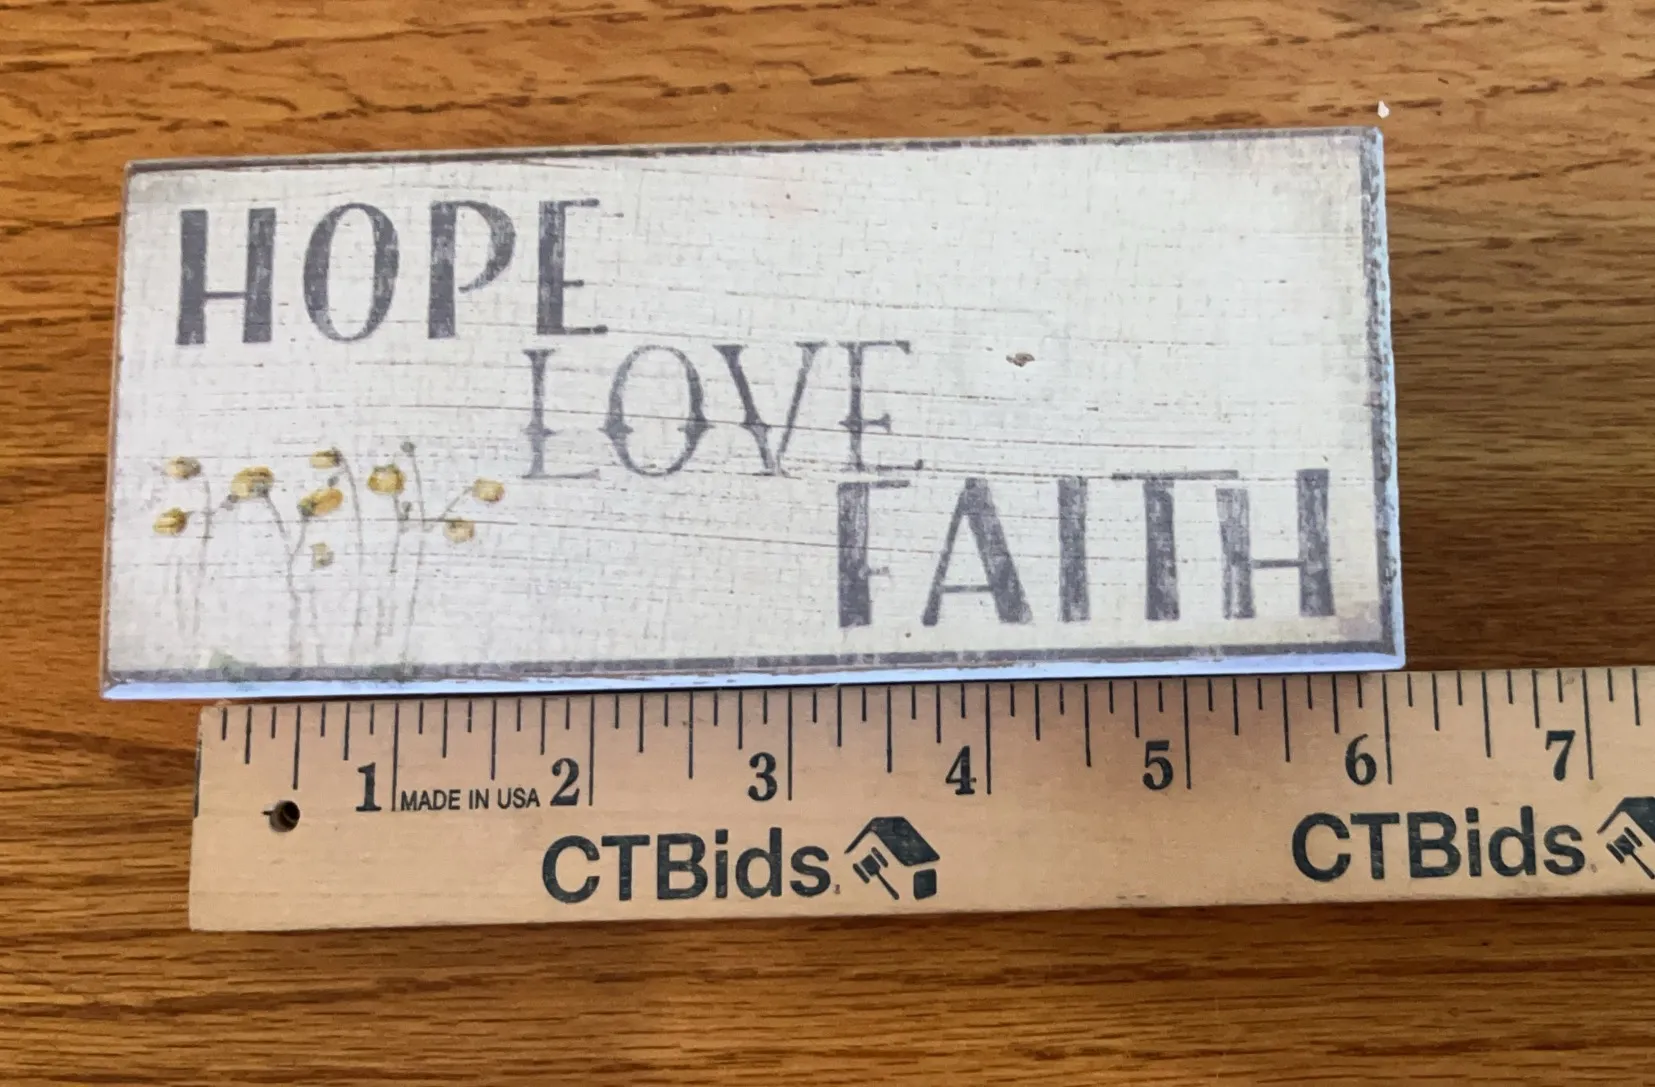 HOPE
LOVE
FAITH
1 MADE IN USA 2 3 4 5 6 7
CTBids. CTBids.